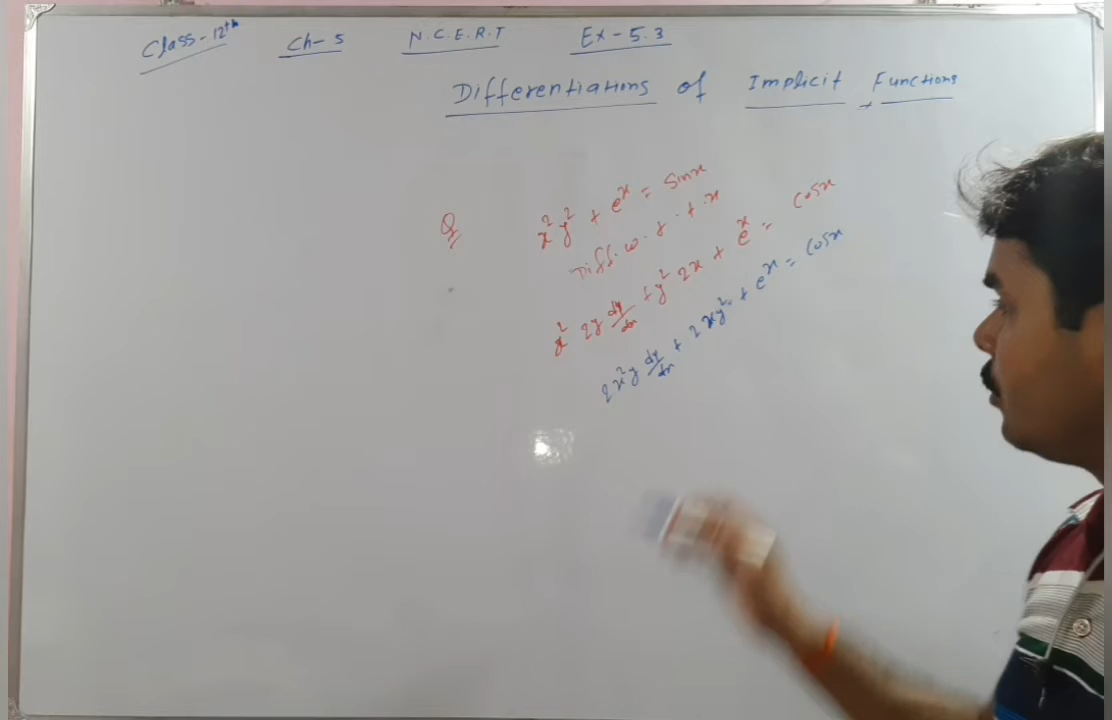 Class-12th Ch-5 N.C.E.R.T Ex-5.3
Differentiations of Implicit Functions
Q x²y² + eˣ = sinx
Diff. w.r.t.x
x² 2y dy/dx + y² 2x + eˣ = cosx
2x²y dy/dx + 2xy² + eˣ = cosx